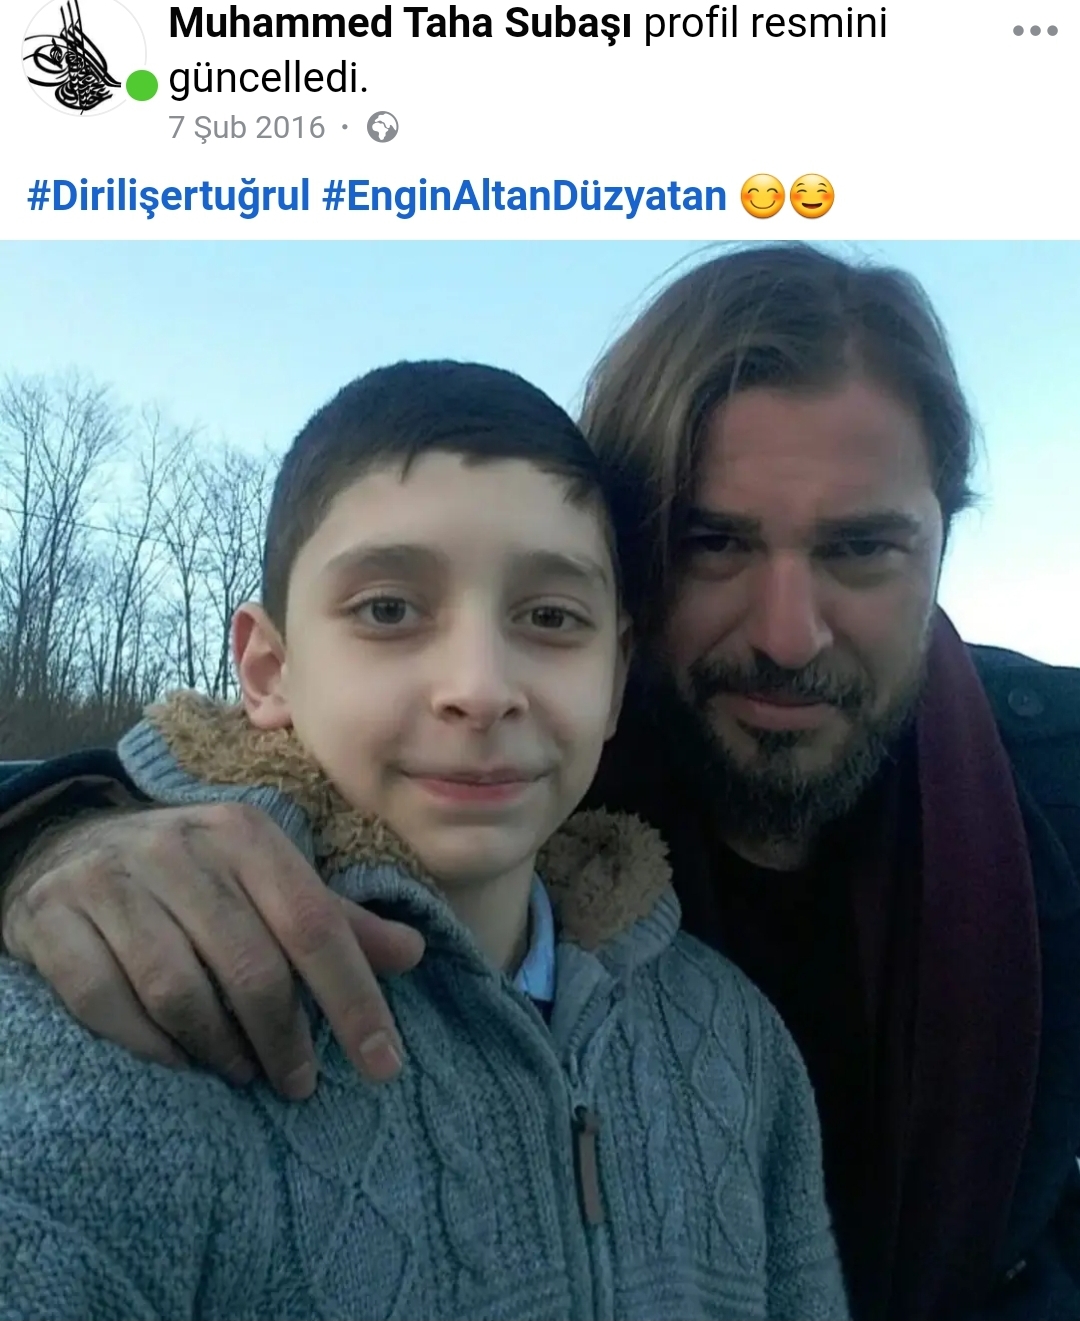 Muhammed Taha Subaşı profil resmini
güncelledi.
7 Şub 2016 ·
#Dirilişertuğrul #EnginAltanDüzyatan 😊☺️